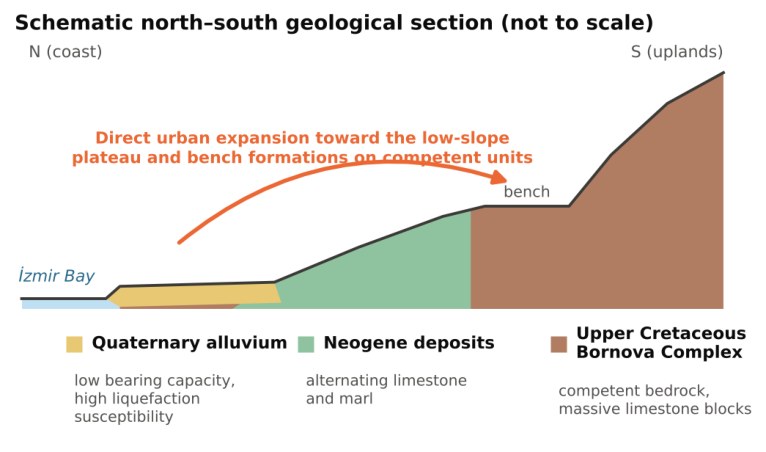 Schematic north–south geological section (not to scale)
N (coast)
S (uplands)
Direct urban expansion toward the low-slope
plateau and bench formations on competent units
bench
İzmir Bay
Quaternary alluvium
low bearing capacity,
high liquefaction
susceptibility
Neogene deposits
alternating limestone
and marl
Upper Cretaceous
Bornova Complex
competent bedrock,
massive limestone blocks